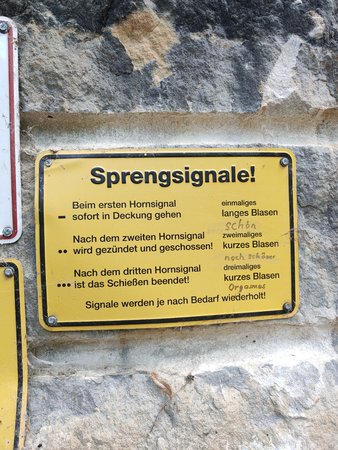 Sprengsignale!
Beim ersten Hornsignal einmaliges
– sofort in Deckung gehen langes Blasen
schön
Nach dem zweiten Hornsignal zweimaliges
•• wird gezündet und geschossen! kurzes Blasen
noch schöner
Nach dem dritten Hornsignal dreimaliges
••• ist das Schießen beendet! kurzes Blasen
Orgasmus
Signale werden je nach Bedarf wiederholt!